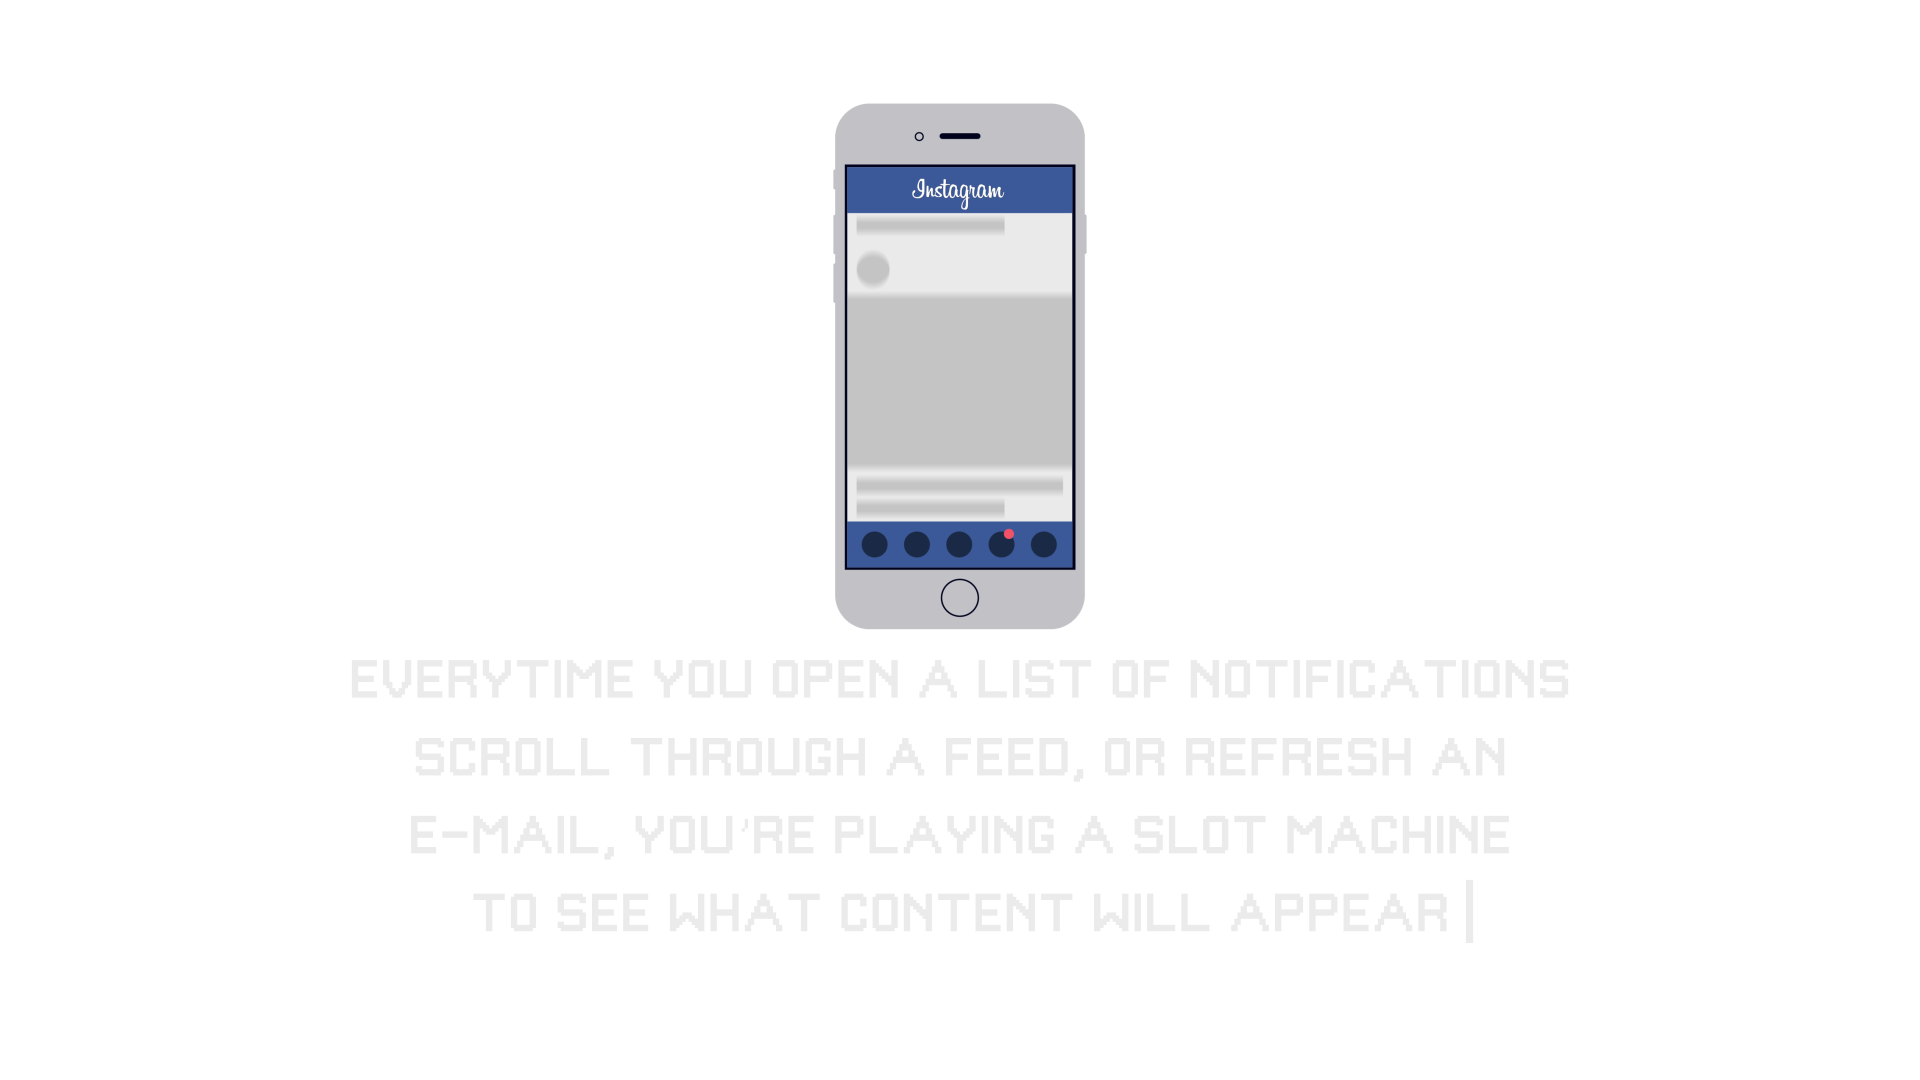 Instagram
EVERYTIME YOU OPEN A LIST OF NOTIFICATIONS
SCROLL THROUGH A FEED, OR REFRESH AN
E-MAIL, YOU'RE PLAYING A SLOT MACHINE
TO SEE WHAT CONTENT WILL APPEAR|